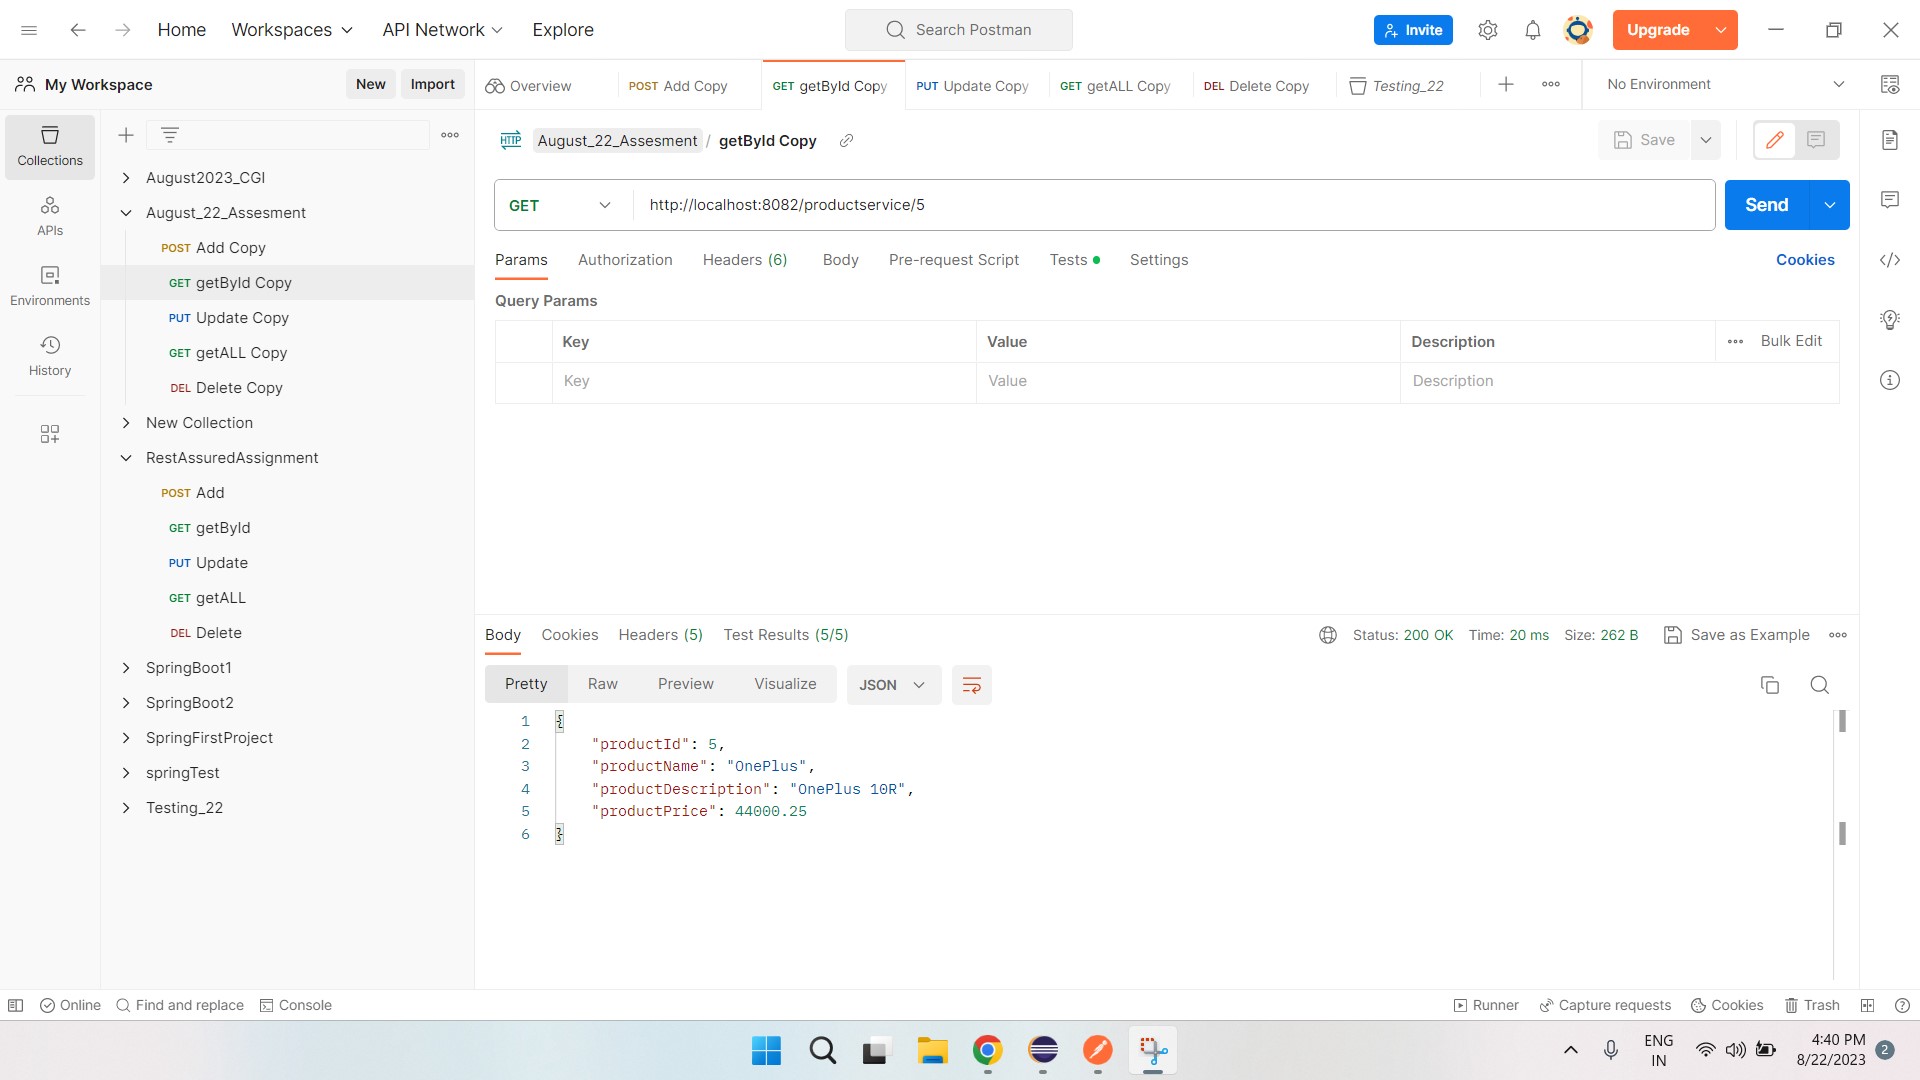 Home Workspaces API Network Explore Search Postman Invite Upgrade
My Workspace New Import Overview POST Add Copy GET getById Copy PUT Update Copy GET getALL Copy DEL Delete Copy Testing_22 No Environment
Collections
APIs
Environments
History
August2023_CGI
August_22_Assesment
POST Add Copy
GET getById Copy
PUT Update Copy
GET getALL Copy
DEL Delete Copy
New Collection
RestAssuredAssignment
POST Add
GET getById
PUT Update
GET getALL
DEL Delete
SpringBoot1
SpringBoot2
SpringFirstProject
springTest
Testing_22
HTTP August_22_Assesment / getById Copy Save
GET http://localhost:8082/productservice/5 Send
Params Authorization Headers (6) Body Pre-request Script Tests Settings Cookies
Query Params
Key Value Description Bulk Edit
Key Value Description
Body Cookies Headers (5) Test Results (5/5) Status: 200 OK Time: 20 ms Size: 262 B Save as Example
Pretty Raw Preview Visualize JSON
1 {
2 "productId": 5,
3 "productName": "OnePlus",
4 "productDescription": "OnePlus 10R",
5 "productPrice": 44000.25
6 }
Online Find and replace Console Runner Capture requests Cookies Trash
ENG
IN
4:40 PM
8/22/2023
2